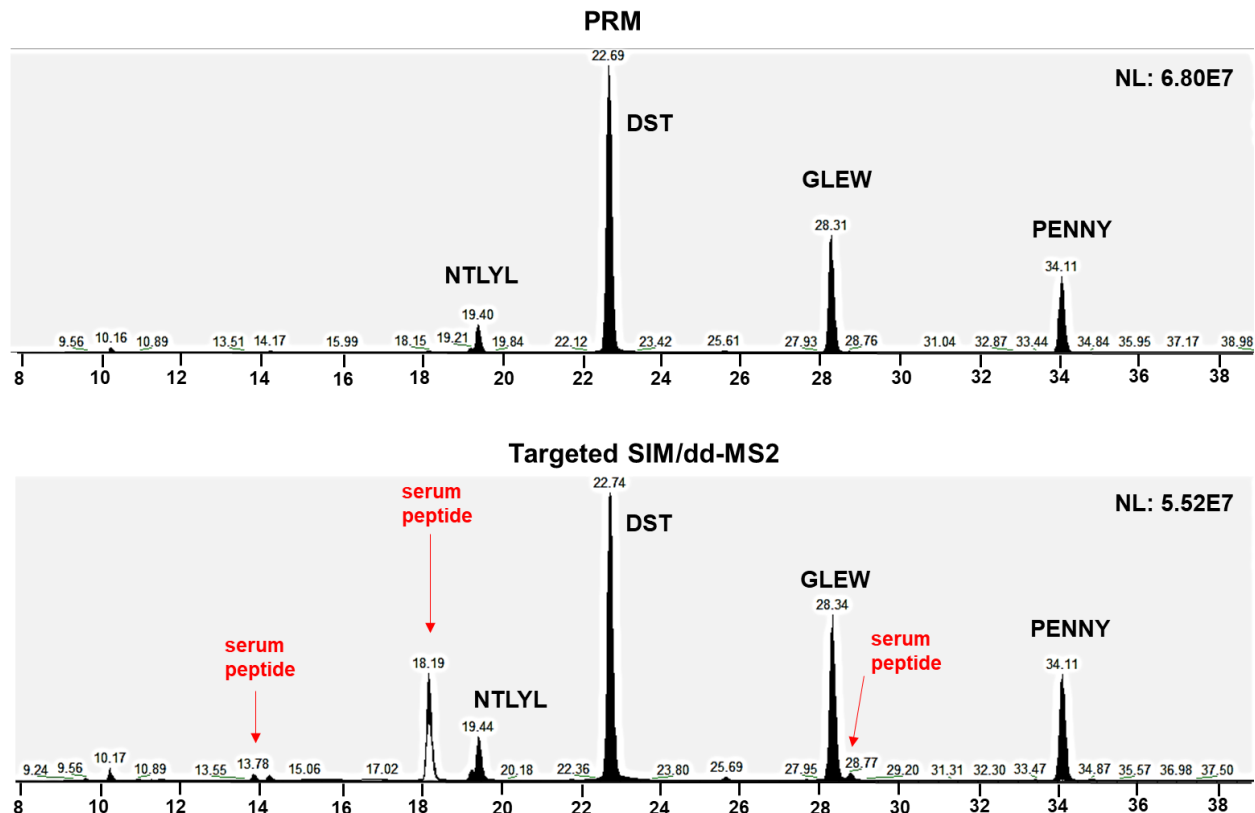 PRM
22.69
NL: 6.80E7
DST
GLEW
28.31
PENNY
34.11
NTLYL
19.40
9.56 10.16 10.89 13.51 14.17 15.99 18.15 19.21 19.84 22.12 23.42 25.61 27.93 28.76 31.04 32.87 33.44 34.84 35.95 37.17 38.98
8 10 12 14 16 18 20 22 24 26 28 30 32 34 36 38
Targeted SIM/dd-MS2
22.74
serum
peptide
NL: 5.52E7
DST
GLEW
28.34
serum
peptide
PENNY
34.11
serum
peptide
18.19
NTLYL
19.44
9.24 9.56 10.17 10.89 13.55 13.78 15.06 17.02 20.18 22.36 23.80 25.69 27.95 28.77 29.20 31.31 32.30 33.47 34.87 35.57 36.98 37.50
8 10 12 14 16 18 20 22 24 26 28 30 32 34 36 38